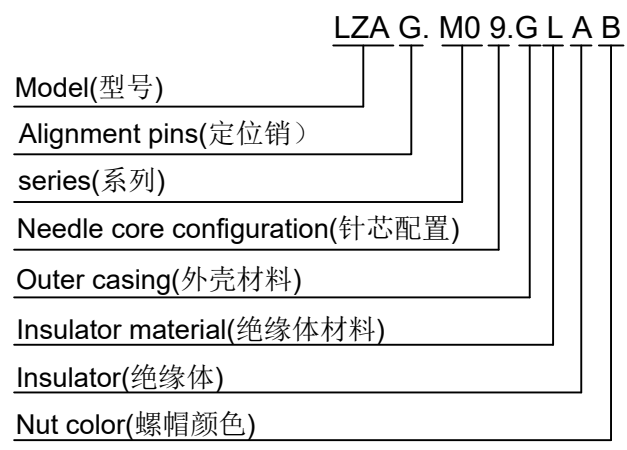 LZA G. M0 9.G L A B
Model(型号)
Alignment pins(定位销）
series(系列)
Needle core configuration(针芯配置)
Outer casing(外壳材料)
Insulator material(绝缘体材料)
Insulator(绝缘体)
Nut color(螺帽颜色)